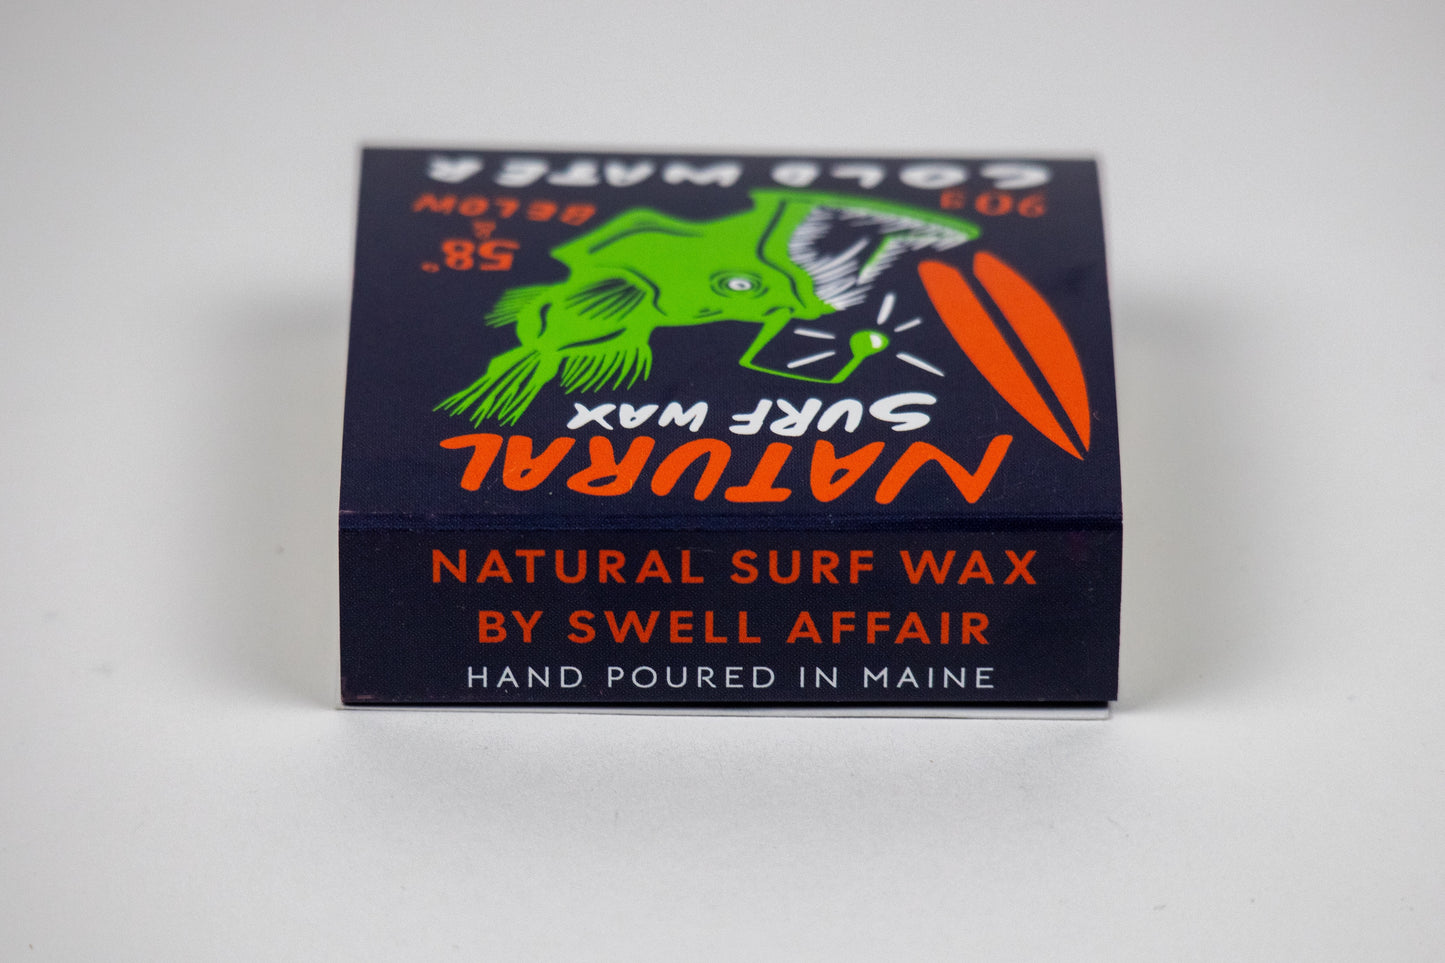 NATURAL
SURF WAX
58°
&
BELOW
90g
COLD WATER
NATURAL SURF WAX
BY SWELL AFFAIR
HAND POURED IN MAINE